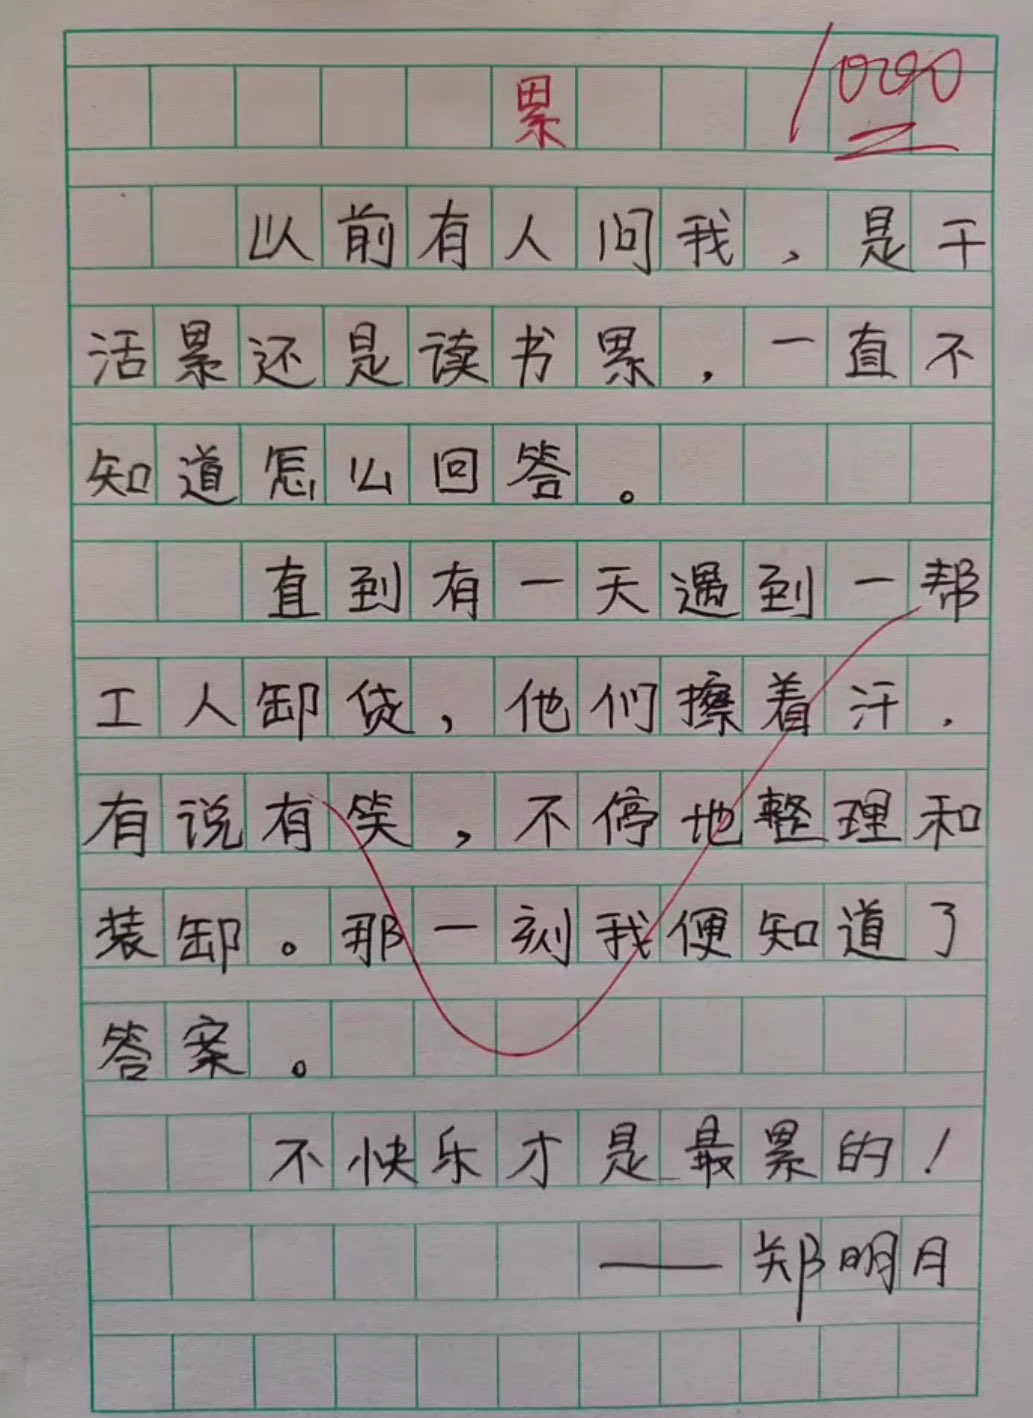 1000
累
以前有人问我，是干
活累还是读书累，一直不
知道怎么回答。
直到有一天遇到一帮
工人卸货，他们擦着汗，
有说有笑，不停地整理和
装卸。那一刻我便知道了
答案。
不快乐才是最累的！
——郑明月